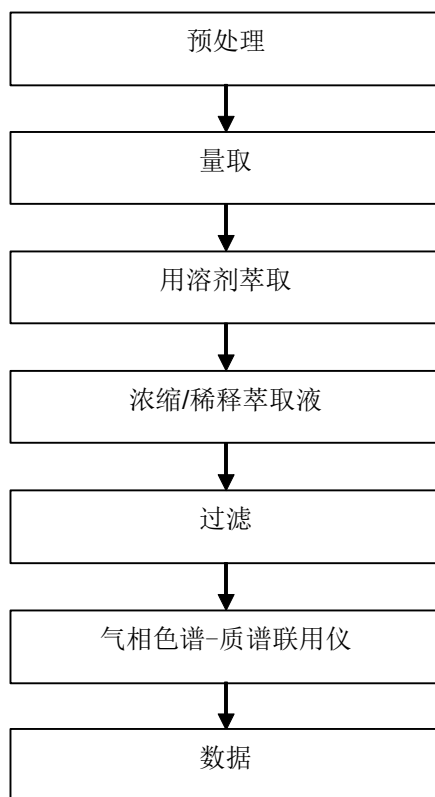 预处理
量取
用溶剂萃取
浓缩/稀释萃取液
过滤
气相色谱-质谱联用仪
数据